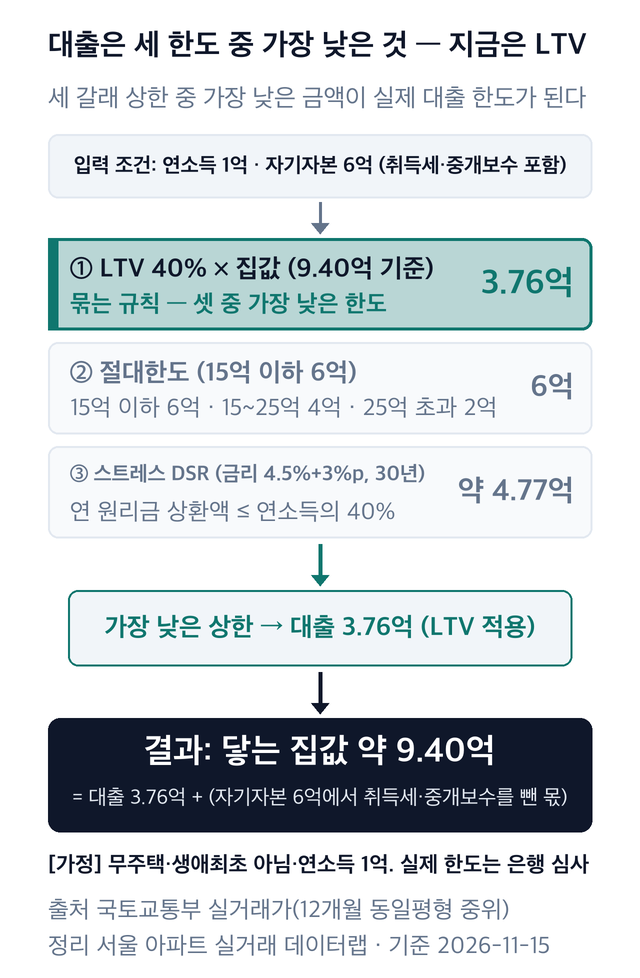 대출은 세 한도 중 가장 낮은 것 — 지금은 LTV
세 갈래 상한 중 가장 낮은 금액이 실제 대출 한도가 된다
입력 조건: 연소득 1억 · 자기자본 6억 (취득세·중개보수 포함)
① LTV 40% × 집값 (9.40억 기준)
3.76억
묶는 규칙 — 셋 중 가장 낮은 한도
② 절대한도 (15억 이하 6억)
6억
15억 이하 6억 · 15~25억 4억 · 25억 초과 2억
③ 스트레스 DSR (금리 4.5%+3%p, 30년)
약 4.77억
연 원리금 상환액 ≤ 연소득의 40%
가장 낮은 상한 → 대출 3.76억 (LTV 적용)
결과: 닿는 집값 약 9.40억
= 대출 3.76억 + (자기자본 6억에서 취득세·중개보수를 뺀 몫)
[가정] 무주택·생애최초 아님·연소득 1억. 실제 한도는 은행 심사
출처 국토교통부 실거래가(12개월 동일평형 중위)
정리 서울 아파트 실거래 데이터랩 · 기준 2026-11-15